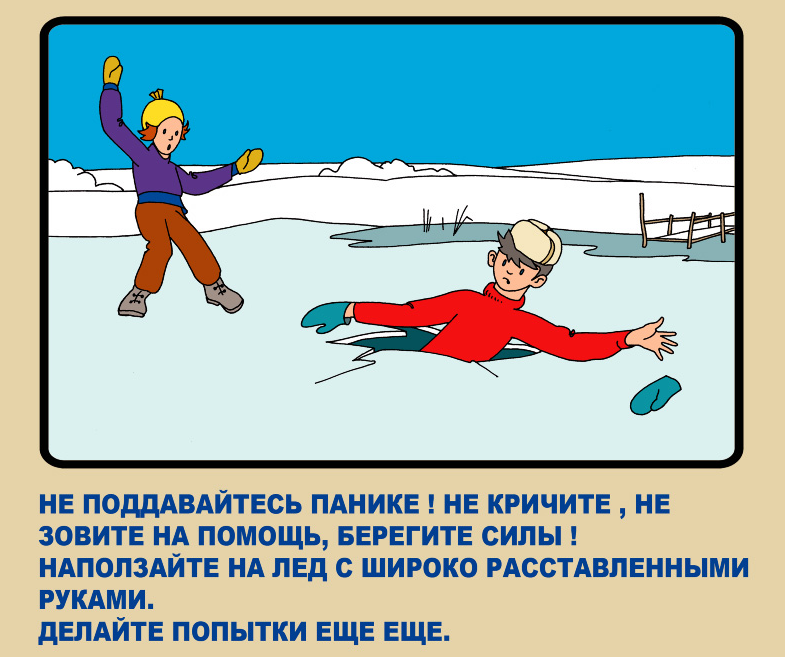 НЕ ПОДДАВАЙТЕСЬ ПАНИКЕ ! НЕ КРИЧИТЕ , НЕ
ЗОВИТЕ НА ПОМОЩЬ, БЕРЕГИТЕ СИЛЫ !
НАПОЛЗАЙТЕ НА ЛЕД С ШИРОКО РАССТАВЛЕННЫМИ
РУКАМИ.
ДЕЛАЙТЕ ПОПЫТКИ ЕЩЕ ЕЩЕ.